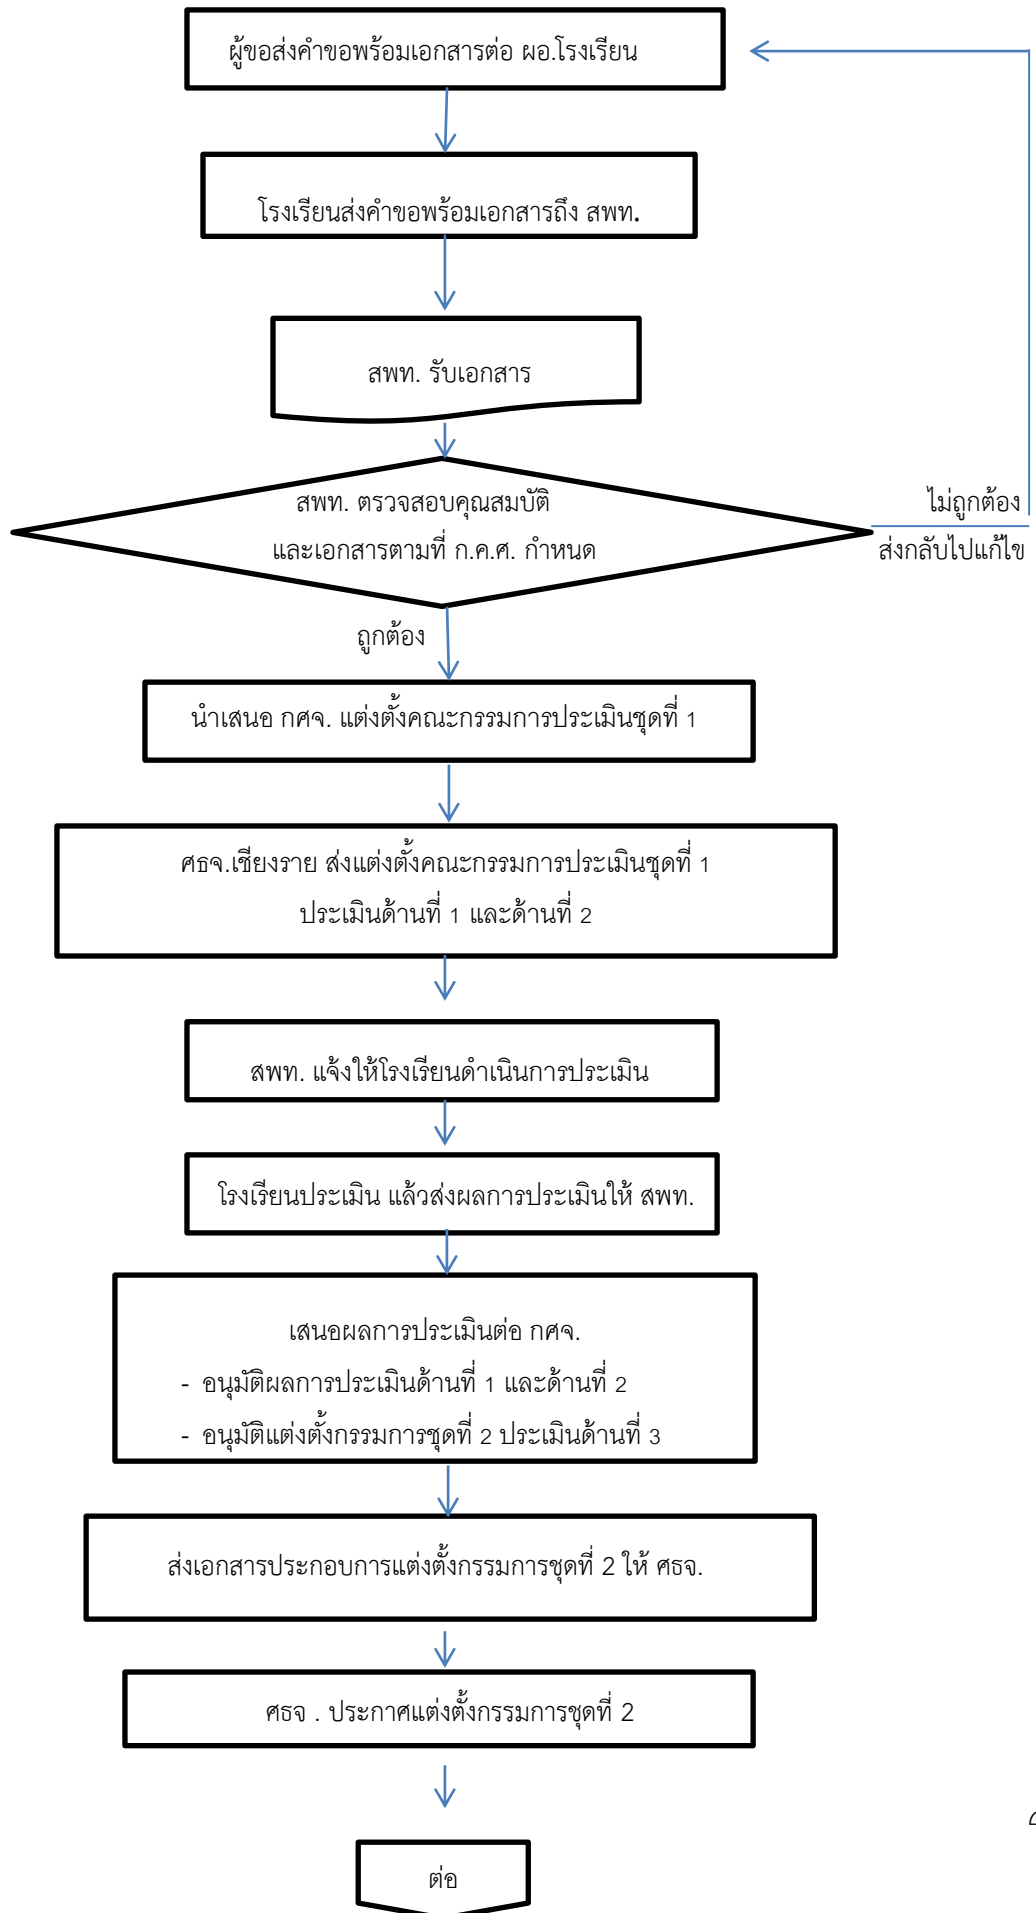 ผู้ขอส่งคำขอพร้อมเอกสารต่อ ผอ.โรงเรียน
โรงเรียนส่งคำขอพร้อมเอกสารถึง สพท.
สพท. รับเอกสาร
สพท. ตรวจสอบคุณสมบัติ
และเอกสารตามที่ ก.ค.ศ. กำหนด
ไม่ถูกต้อง
ส่งกลับไปแก้ไข
ถูกต้อง
นำเสนอ กศจ. แต่งตั้งคณะกรรมการประเมินชุดที่ 1
ศธจ.เชียงราย ส่งแต่งตั้งคณะกรรมการประเมินชุดที่ 1
ประเมินด้านที่ 1 และด้านที่ 2
สพท. แจ้งให้โรงเรียนดำเนินการประเมิน
โรงเรียนประเมิน แล้วส่งผลการประเมินให้ สพท.
เสนอผลการประเมินต่อ กศจ.
- อนุมัติผลการประเมินด้านที่ 1 และด้านที่ 2
- อนุมัติแต่งตั้งกรรมการชุดที่ 2 ประเมินด้านที่ 3
ส่งเอกสารประกอบการแต่งตั้งกรรมการชุดที่ 2 ให้ ศธจ.
ศธจ . ประกาศแต่งตั้งกรรมการชุดที่ 2
ต่อ